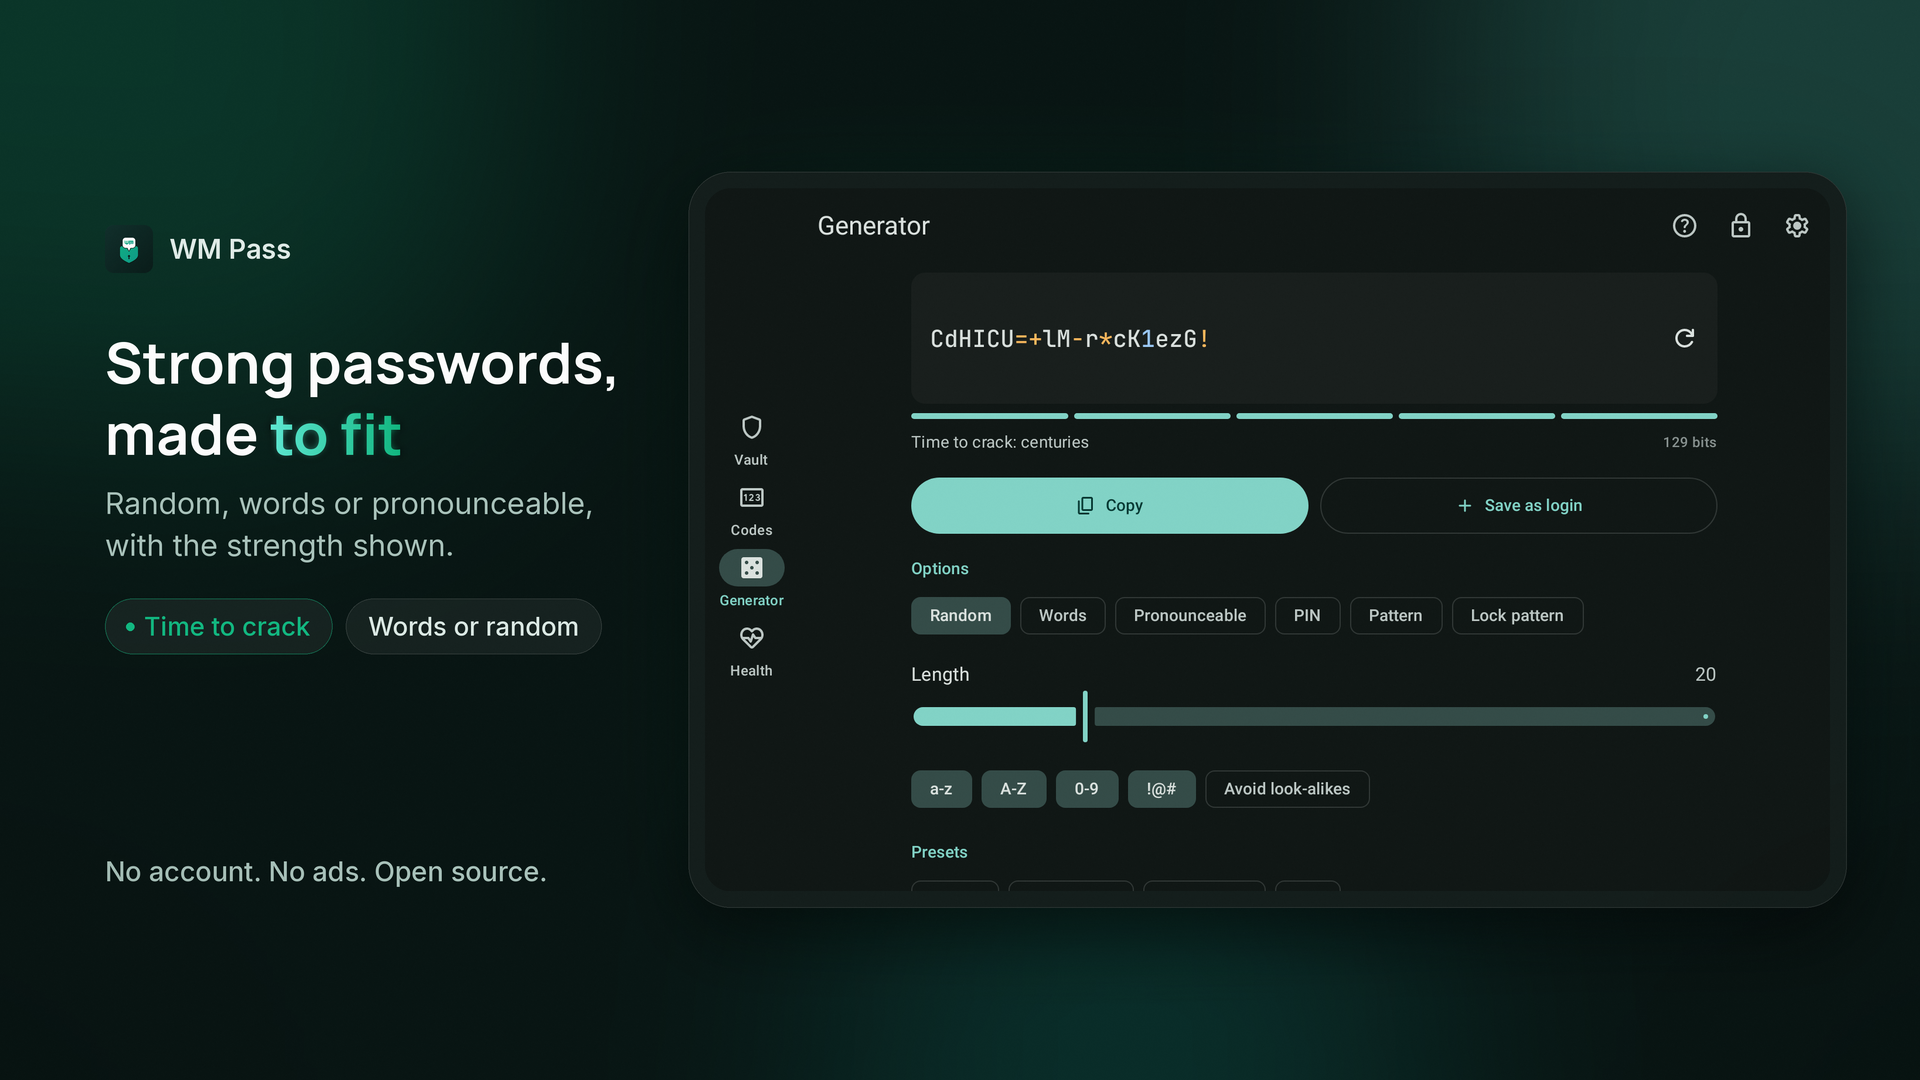 WM Pass
Strong passwords,
made to fit
Random, words or pronounceable,
with the strength shown.
Time to crack
Words or random
No account. No ads. Open source.
Generator
CdHICU=+lM-r*cK1ezG!
Time to crack: centuries
129 bits
Copy
Save as login
Vault
123
Codes
Generator
Health
Options
Random
Words
Pronounceable
PIN
Pattern
Lock pattern
Length
20
a-z
A-Z
0-9
!@#
Avoid look-alikes
Presets